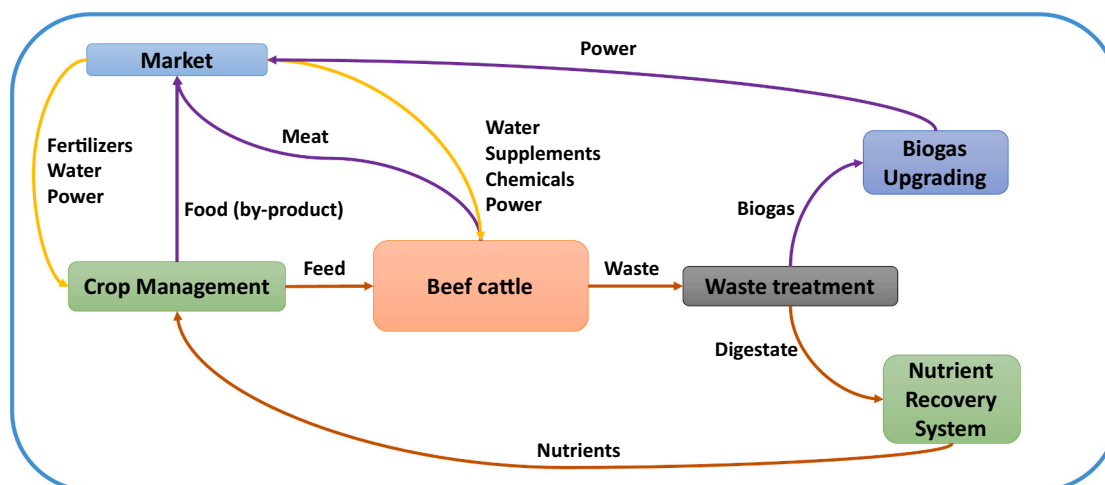 Power
Market
Meat
Fertilizers
Water
Power
Water
Supplements
Chemicals
Power
Biogas
Upgrading
Food (by-product)
Biogas
Crop Management
Feed
Beef cattle
Waste
Waste treatment
Digestate
Nutrient
Recovery
System
Nutrients